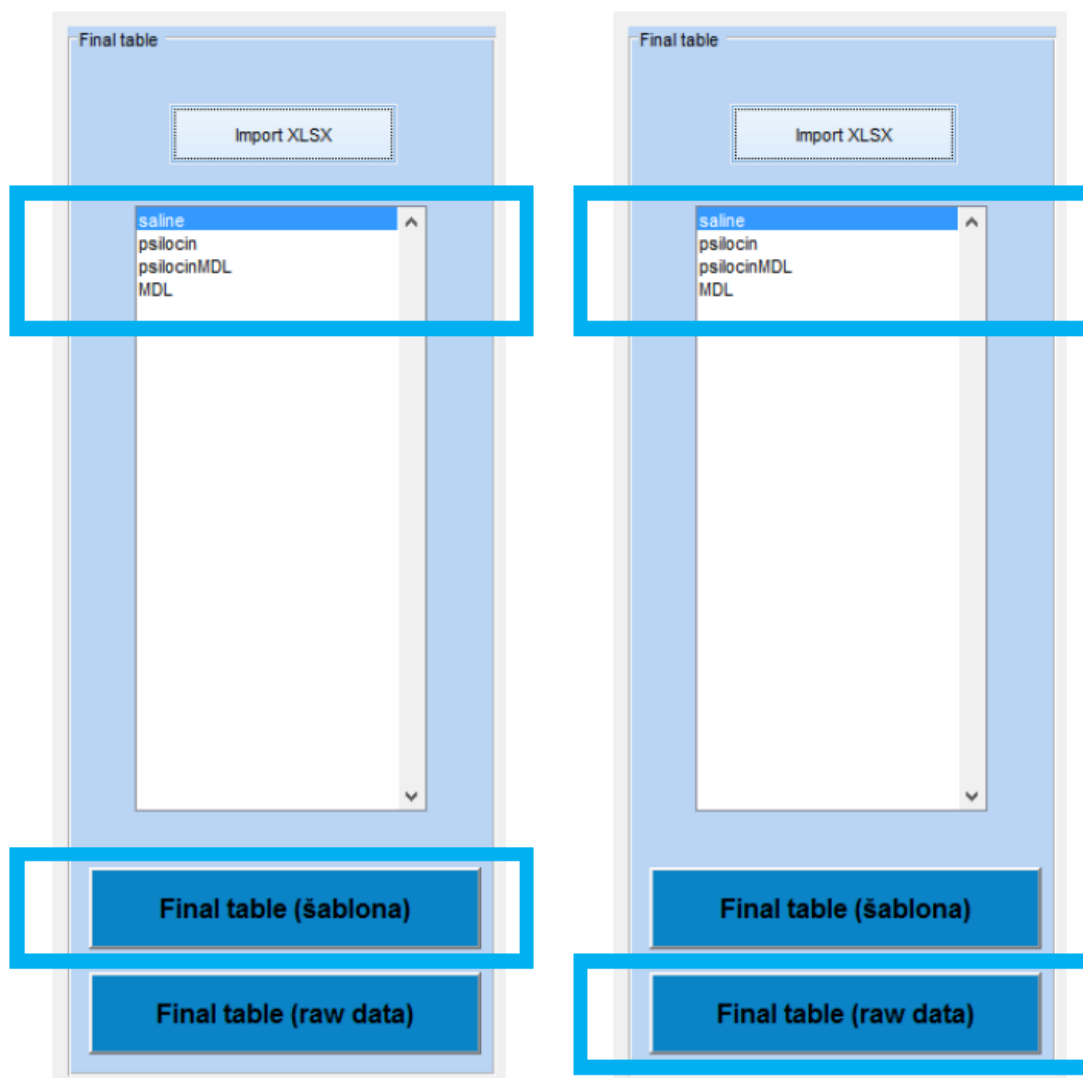 Final table
Import XLSX
saline
psilocin
psilocinMDL
MDL
Final table (šablona)
Final table (raw data)
Final table
Import XLSX
saline
psilocin
psilocinMDL
MDL
Final table (šablona)
Final table (raw data)